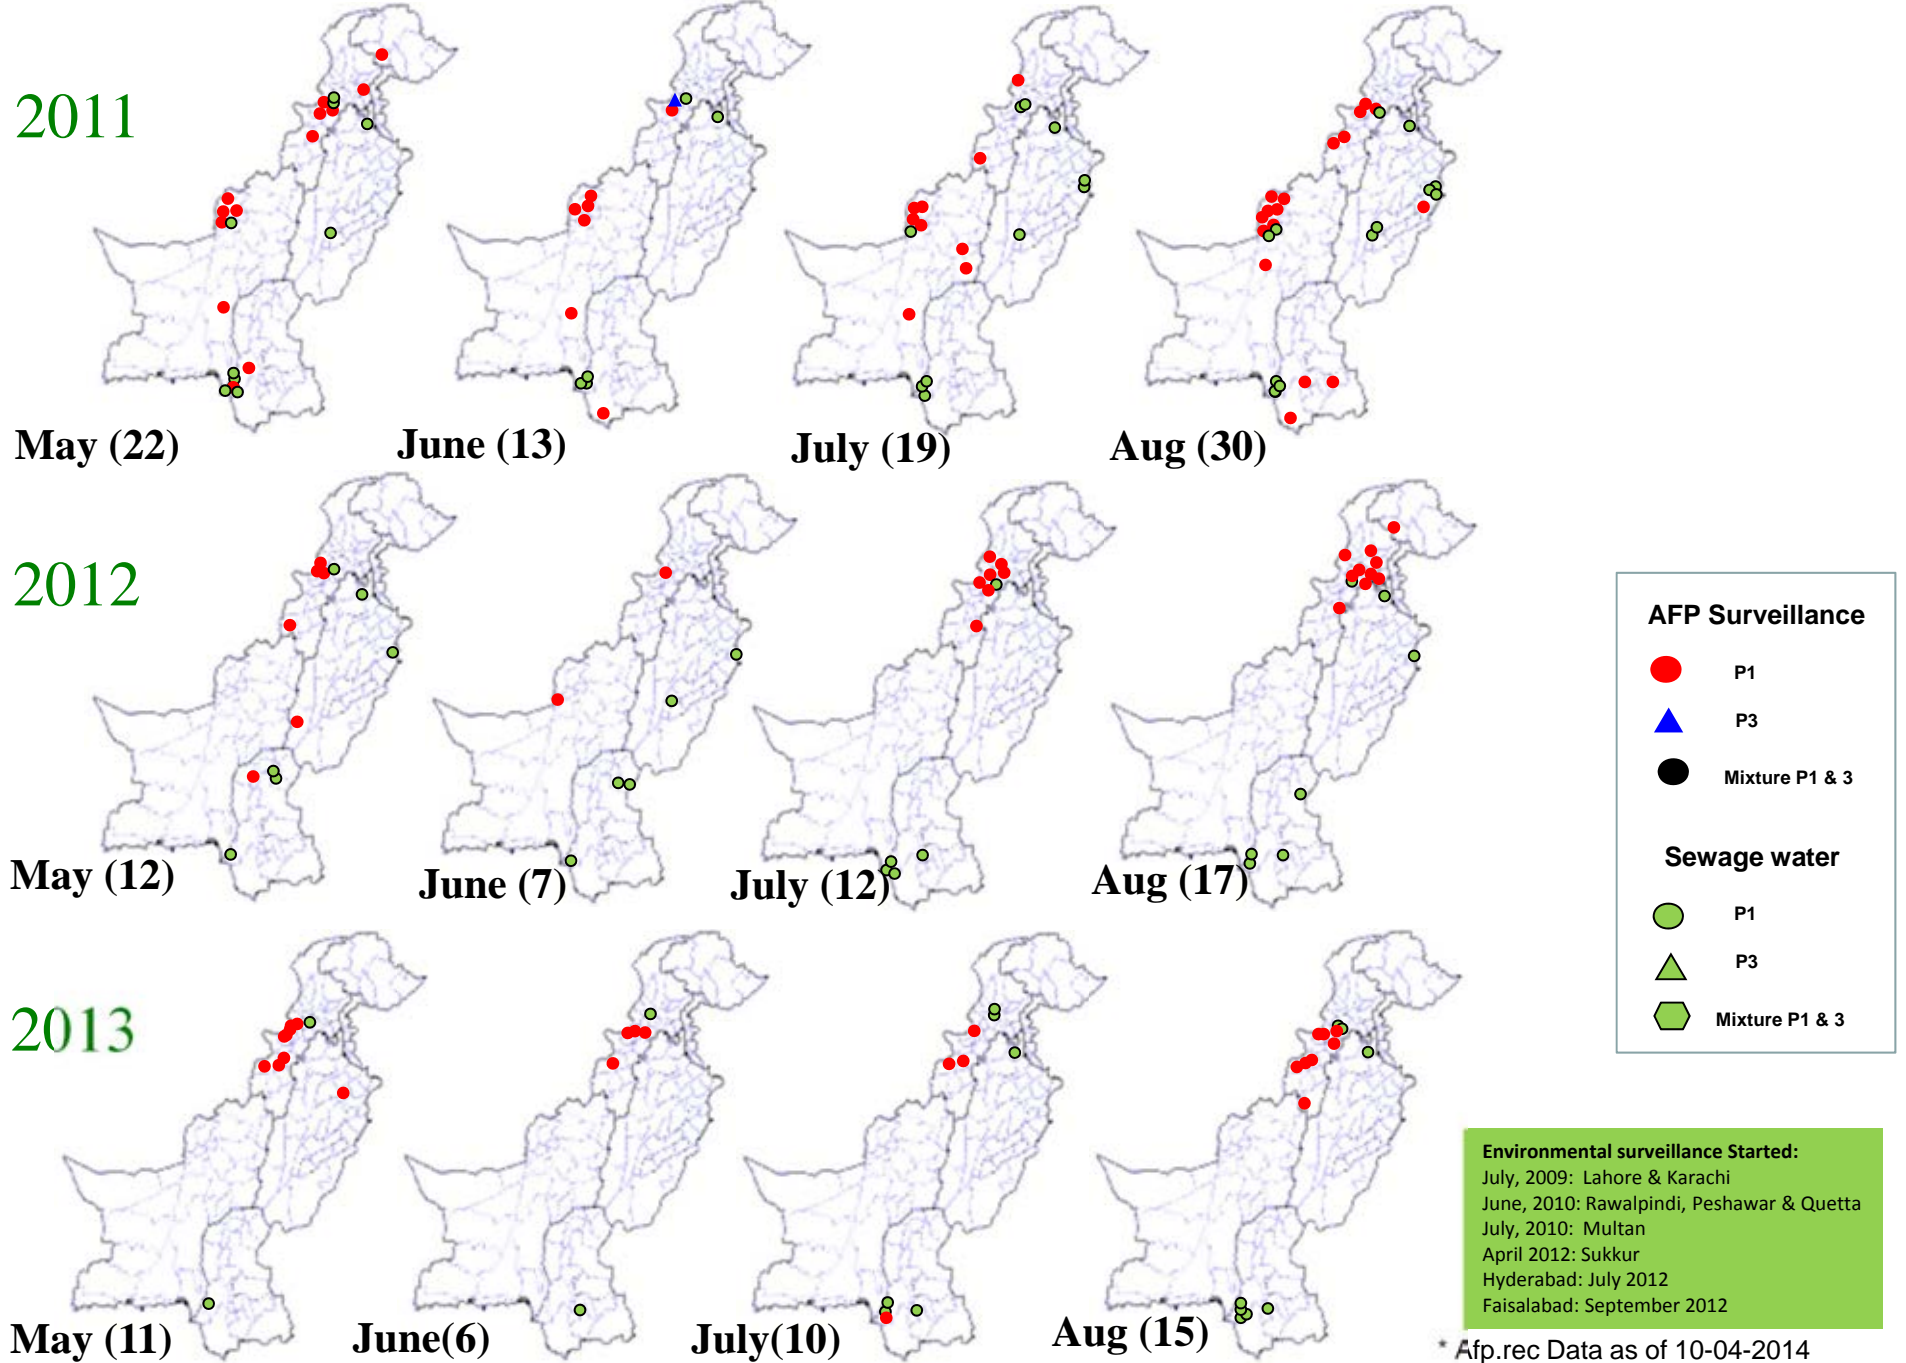 2011
May (22)
June (13)
July (19)
Aug (30)
2012
May (12)
June (7)
July (12)
Aug (17)
2013
May (11)
June(6)
July(10)
Aug (15)
AFP Surveillance
P1
P3
Mixture P1 & 3
Sewage water
P1
P3
Mixture P1 & 3
Environmental surveillance Started:
July, 2009: Lahore & Karachi
June, 2010: Rawalpindi, Peshawar & Quetta
July, 2010: Multan
April 2012: Sukkur
Hyderabad: July 2012
Faisalabad: September 2012
* Afp.rec Data as of 10-04-2014